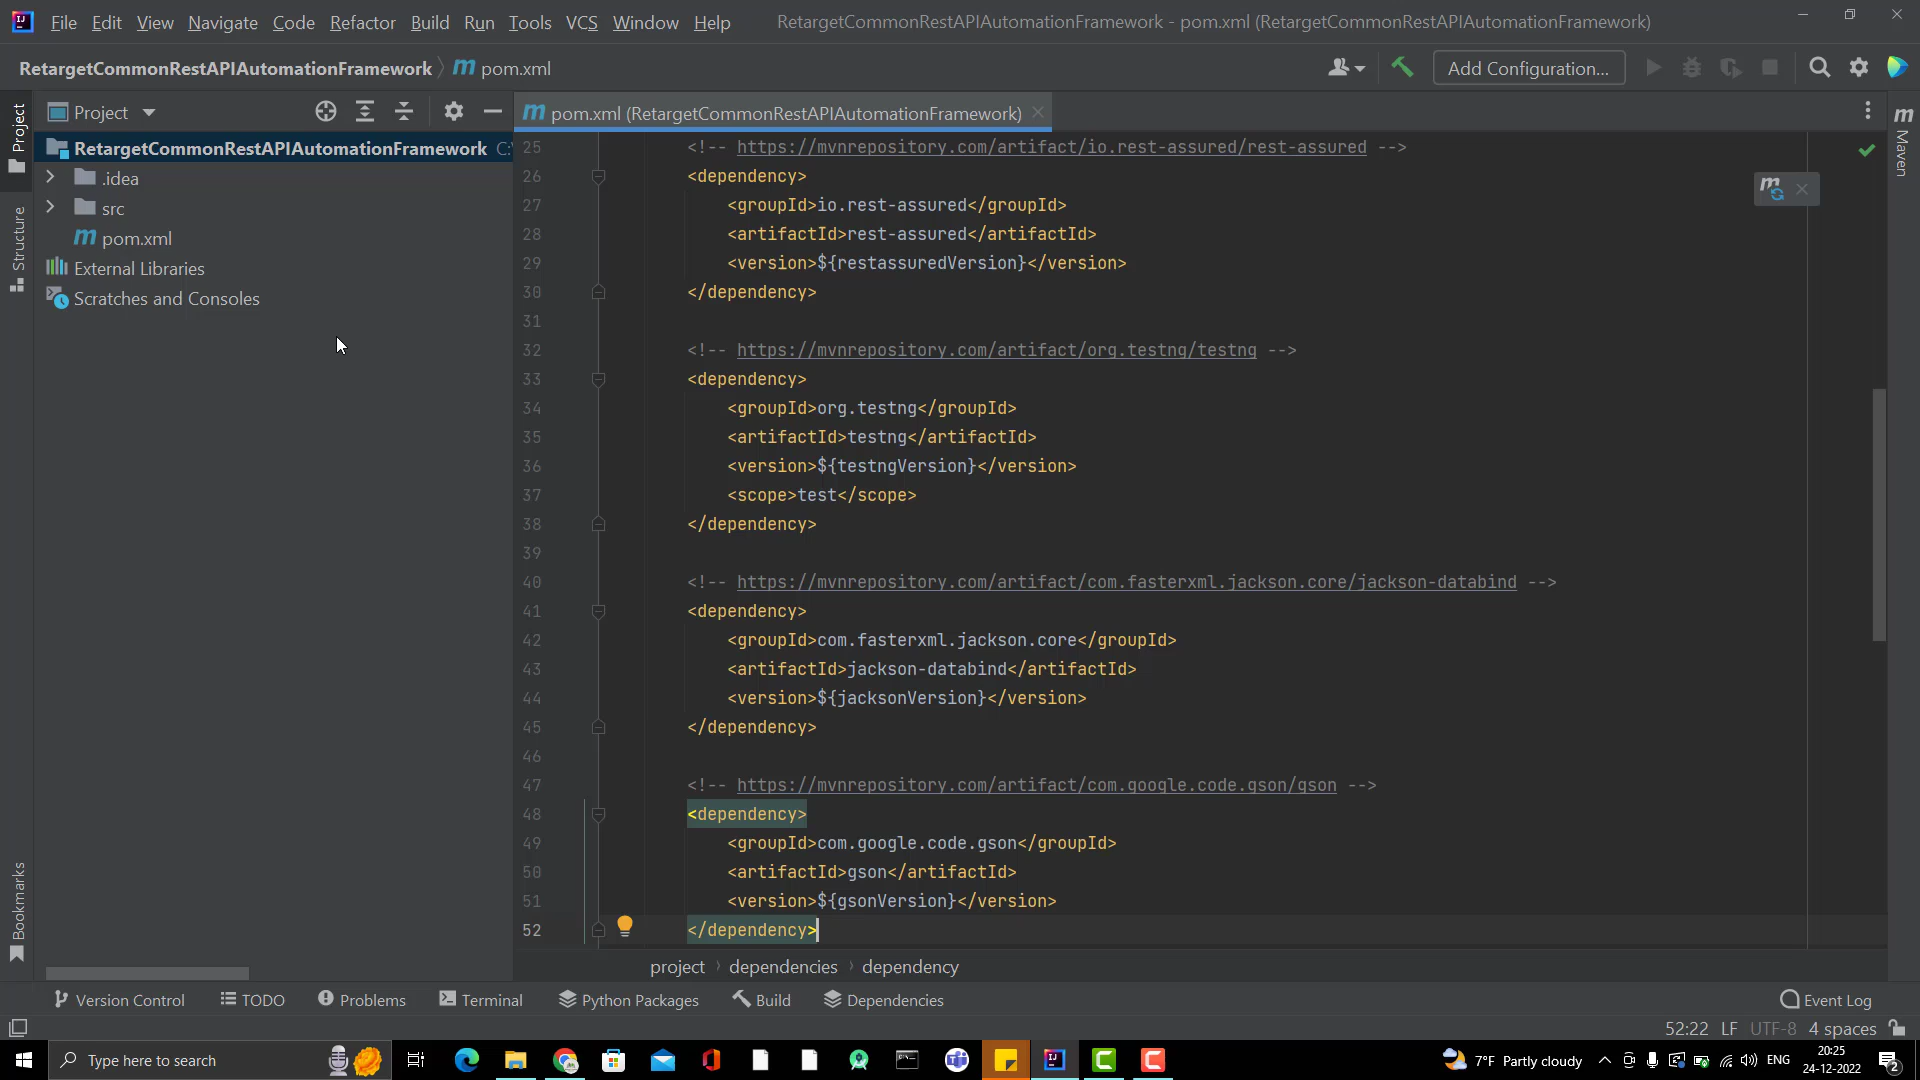 File Edit View Navigate Code Refactor Build Run Tools VCS Window Help RetargetCommonRestAPIAutomationFramework - pom.xml (RetargetCommonRestAPIAutomationFramework)
RetargetCommonRestAPIAutomationFramework pom.xml Add Configuration...
Project pom.xml (RetargetCommonRestAPIAutomationFramework)
RetargetCommonRestAPIAutomationFramework
.idea
src
pom.xml
External Libraries
Scratches and Consoles
Project
Structure
Bookmarks
Maven
25 <!-- https://mvnrepository.com/artifact/io.rest-assured/rest-assured -->
26 <dependency>
27 <groupId>io.rest-assured</groupId>
28 <artifactId>rest-assured</artifactId>
29 <version>${restassuredVersion}</version>
30 </dependency>
31
32 <!-- https://mvnrepository.com/artifact/org.testng/testng -->
33 <dependency>
34 <groupId>org.testng</groupId>
35 <artifactId>testng</artifactId>
36 <version>${testngVersion}</version>
37 <scope>test</scope>
38 </dependency>
39
40 <!-- https://mvnrepository.com/artifact/com.fasterxml.jackson.core/jackson-databind -->
41 <dependency>
42 <groupId>com.fasterxml.jackson.core</groupId>
43 <artifactId>jackson-databind</artifactId>
44 <version>${jacksonVersion}</version>
45 </dependency>
46
47 <!-- https://mvnrepository.com/artifact/com.google.code.gson/gson -->
48 <dependency>
49 <groupId>com.google.code.gson</groupId>
50 <artifactId>gson</artifactId>
51 <version>${gsonVersion}</version>
52 </dependency>
project dependencies dependency
Version Control TODO Problems Terminal Python Packages Build Dependencies Event Log
52:22 LF UTF-8 4 spaces
Type here to search 7°F Partly cloudy ENG 20:25
24-12-2022 2